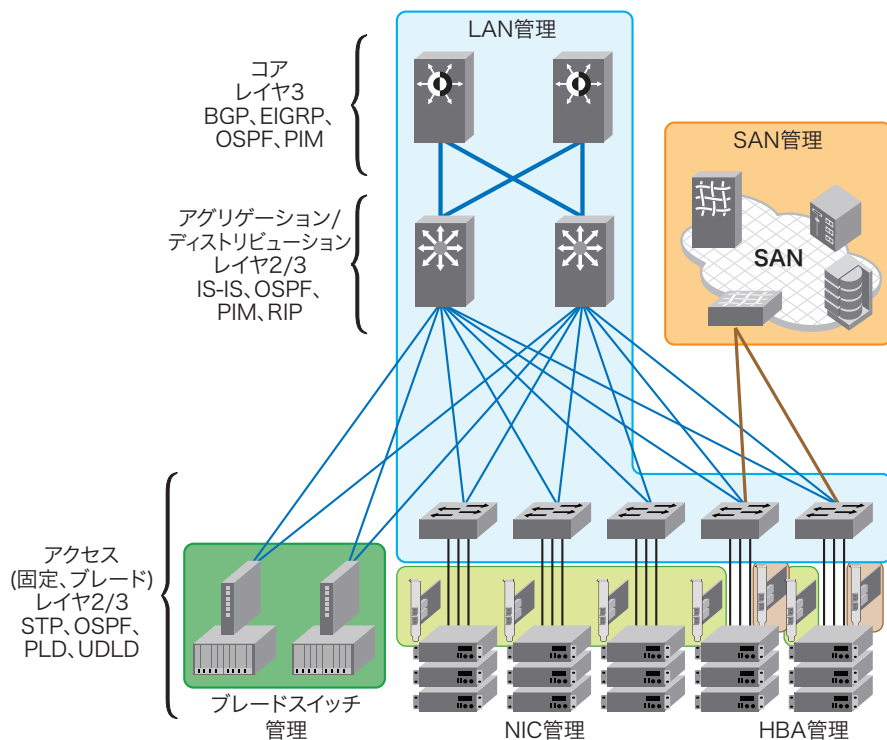 LAN管理
コア
レイヤ3
BGP、EIGRP、
OSPF、PIM
SAN管理
アグリゲーション/
ディストリビューション
レイヤ2/3
IS-IS、OSPF、
PIM、RIP
SAN
アクセス
(固定、ブレード)
レイヤ2/3
STP、OSPF、
PLD、UDLD
ブレードスイッチ
管理
NIC管理
HBA管理